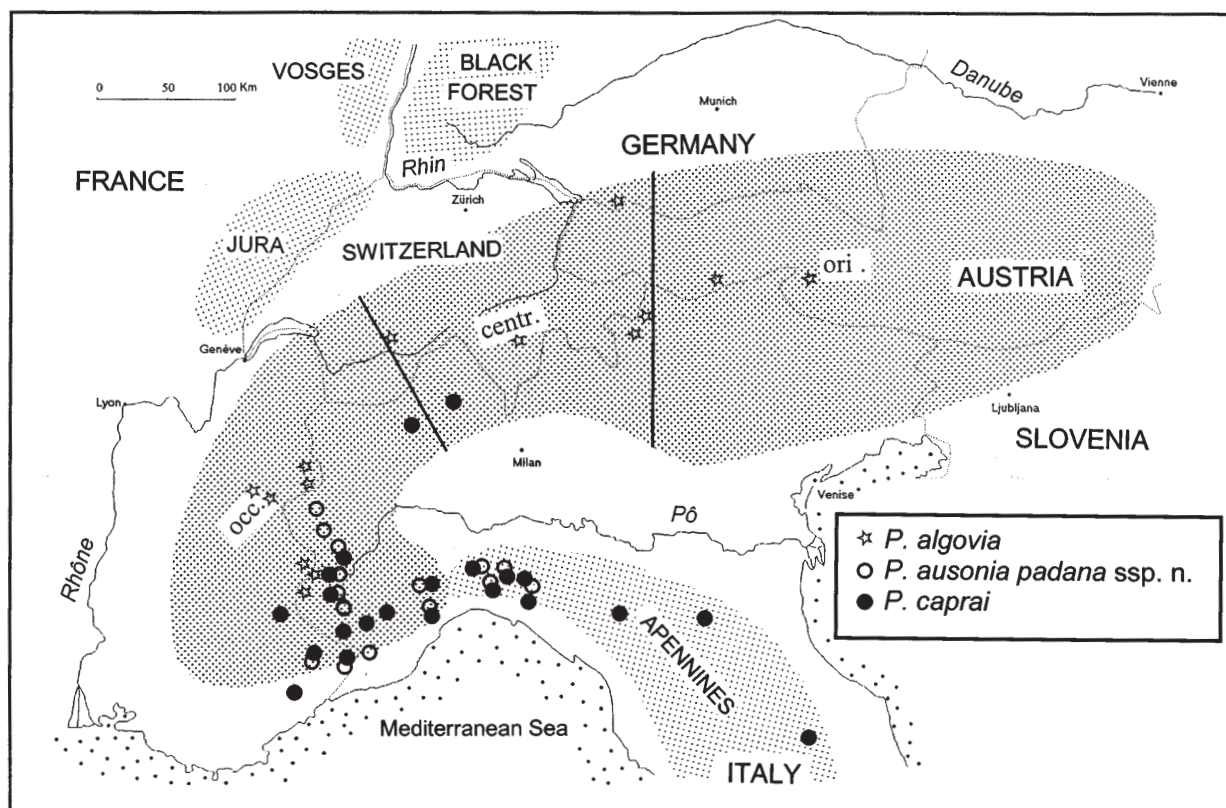 VOSGES
BLACK
FOREST
0 50 100 Km
Danube
Vienne
Munich
GERMANY
FRANCE
Rhin
Zürich
JURA
SWITZERLAND
ori .
AUSTRIA
centr.
Genève
Lyon
Ljubljana
SLOVENIA
Milan
Venise
occ.
Pô
Rhône
P. algovia
P. ausonia padana ssp. n.
P. caprai
APENNINES
Mediterranean Sea
ITALY